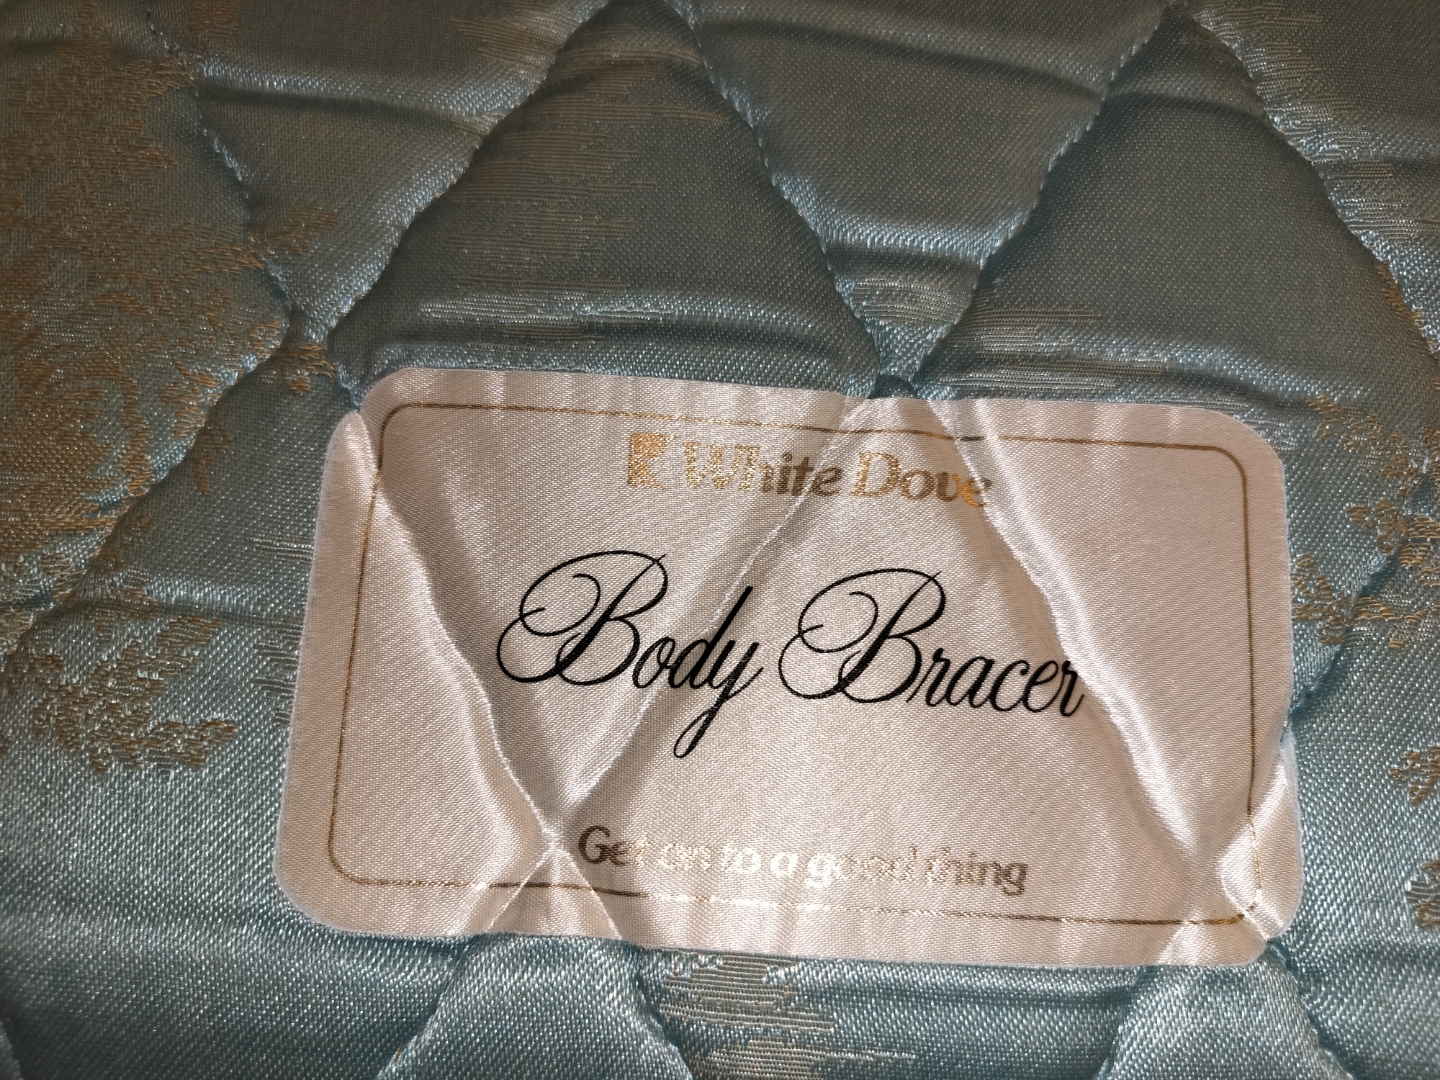 White Dove
Body Bracer
Get on to a good thing